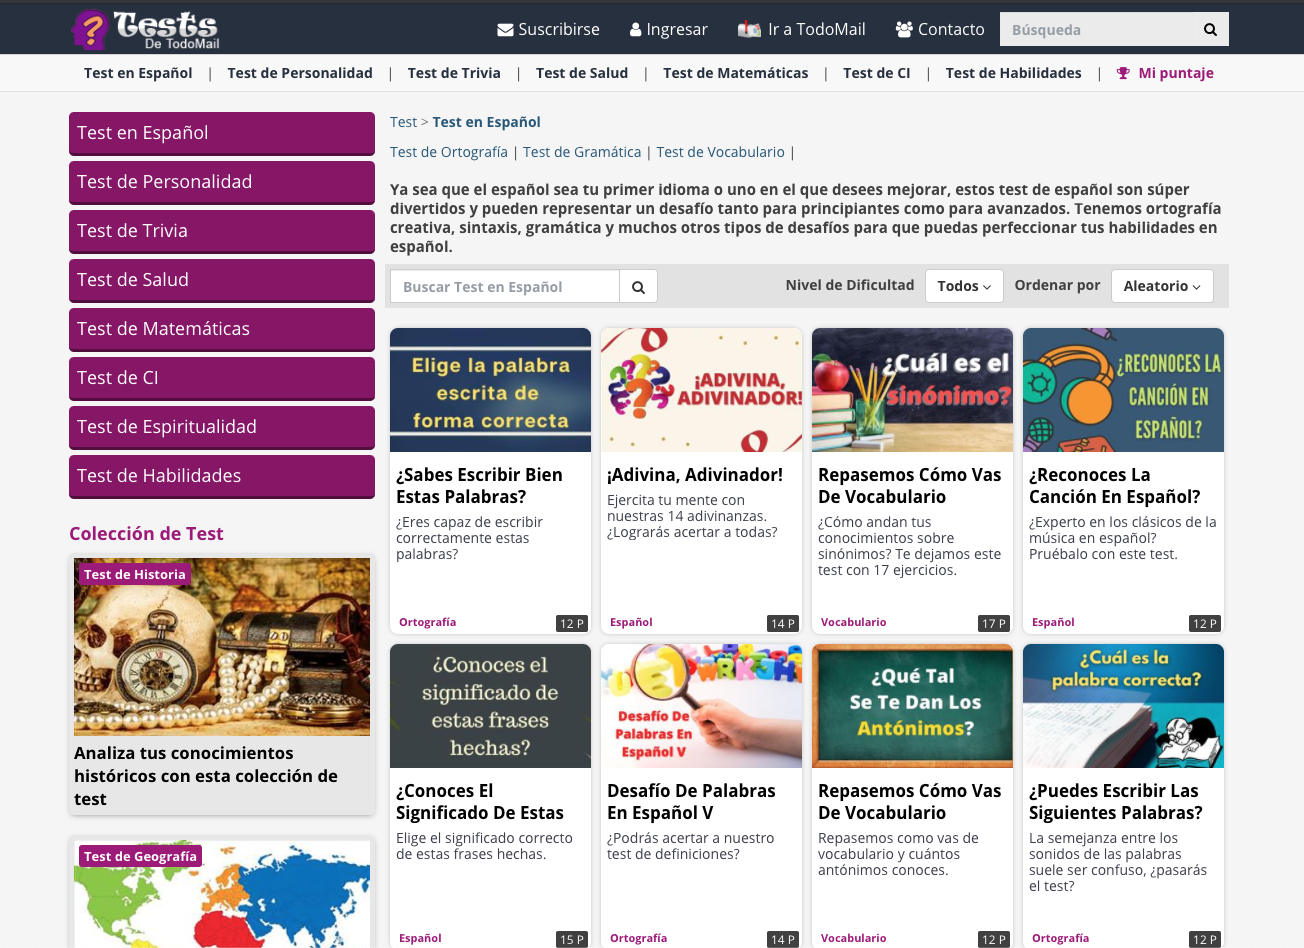 Tests
De TodoMail
Suscribirse
Ingresar
Ir a TodoMail
Contacto
Búsqueda
Test en Español | Test de Personalidad | Test de Trivia | Test de Salud | Test de Matemáticas | Test de CI | Test de Habilidades | Mi puntaje
Test en Español
Test de Personalidad
Test de Trivia
Test de Salud
Test de Matemáticas
Test de CI
Test de Espiritualidad
Test de Habilidades
Colección de Test
Test de Historia
Analiza tus conocimientos
históricos con esta colección de
test
Test de Geografía
Test > Test en Español
Test de Ortografía | Test de Gramática | Test de Vocabulario |
Ya sea que el español sea tu primer idioma o uno en el que desees mejorar, estos test de español son súper
divertidos y pueden representar un desafío tanto para principiantes como para avanzados. Tenemos ortografía
creativa, sintaxis, gramática y muchos otros tipos de desafíos para que puedas perfeccionar tus habilidades en
español.
Buscar Test en Español
Nivel de Dificultad
Todos
Ordenar por
Aleatorio
Elige la palabra
escrita de
forma correcta
¿Sabes Escribir Bien
Estas Palabras?
¿Eres capaz de escribir
correctamente estas
palabras?
Ortografía
12 P
¡ADIVINA,
ADIVINADOR!
¡Adivina, Adivinador!
Ejercita tu mente con
nuestras 14 adivinanzas.
¿Lograrás acertar a todas?
Español
14 P
¿Cuál es el
sinónimo?
Repasemos Cómo Vas
De Vocabulario
¿Cómo andan tus
conocimientos sobre
sinónimos? Te dejamos este
test con 17 ejercicios.
Vocabulario
17 P
¿RECONOCES LA
CANCIÓN EN
ESPAÑOL?
¿Reconoces La
Canción En Español?
¿Experto en los clásicos de la
música en español?
Pruébalo con este test.
Español
12 P
¿Conoces el
significado de
estas frases
hechas?
¿Conoces El
Significado De Estas
Elige el significado correcto
de estas frases hechas.
Español
15 P
Desafío De
Palabras En
Español V
Desafío De Palabras
En Español V
¿Podrás acertar a nuestro
test de definiciones?
Ortografía
14 P
¿Qué Tal
Se Te Dan Los
Antónimos?
Repasemos Cómo Vas
De Vocabulario
Repasemos como vas de
vocabulario y cuántos
antónimos conoces.
Vocabulario
12 P
¿Cuál es la
palabra correcta?
¿Puedes Escribir Las
Siguientes Palabras?
La semejanza entre los
sonidos de las palabras
suele ser confuso, ¿pasarás
el test?
Ortografía
12 P